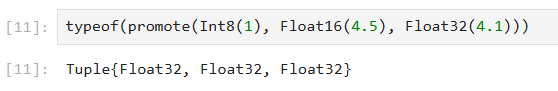 [11]: typeof(promote(Int8(1), Float16(4.5), Float32(4.1)))
[11]: Tuple{Float32, Float32, Float32}